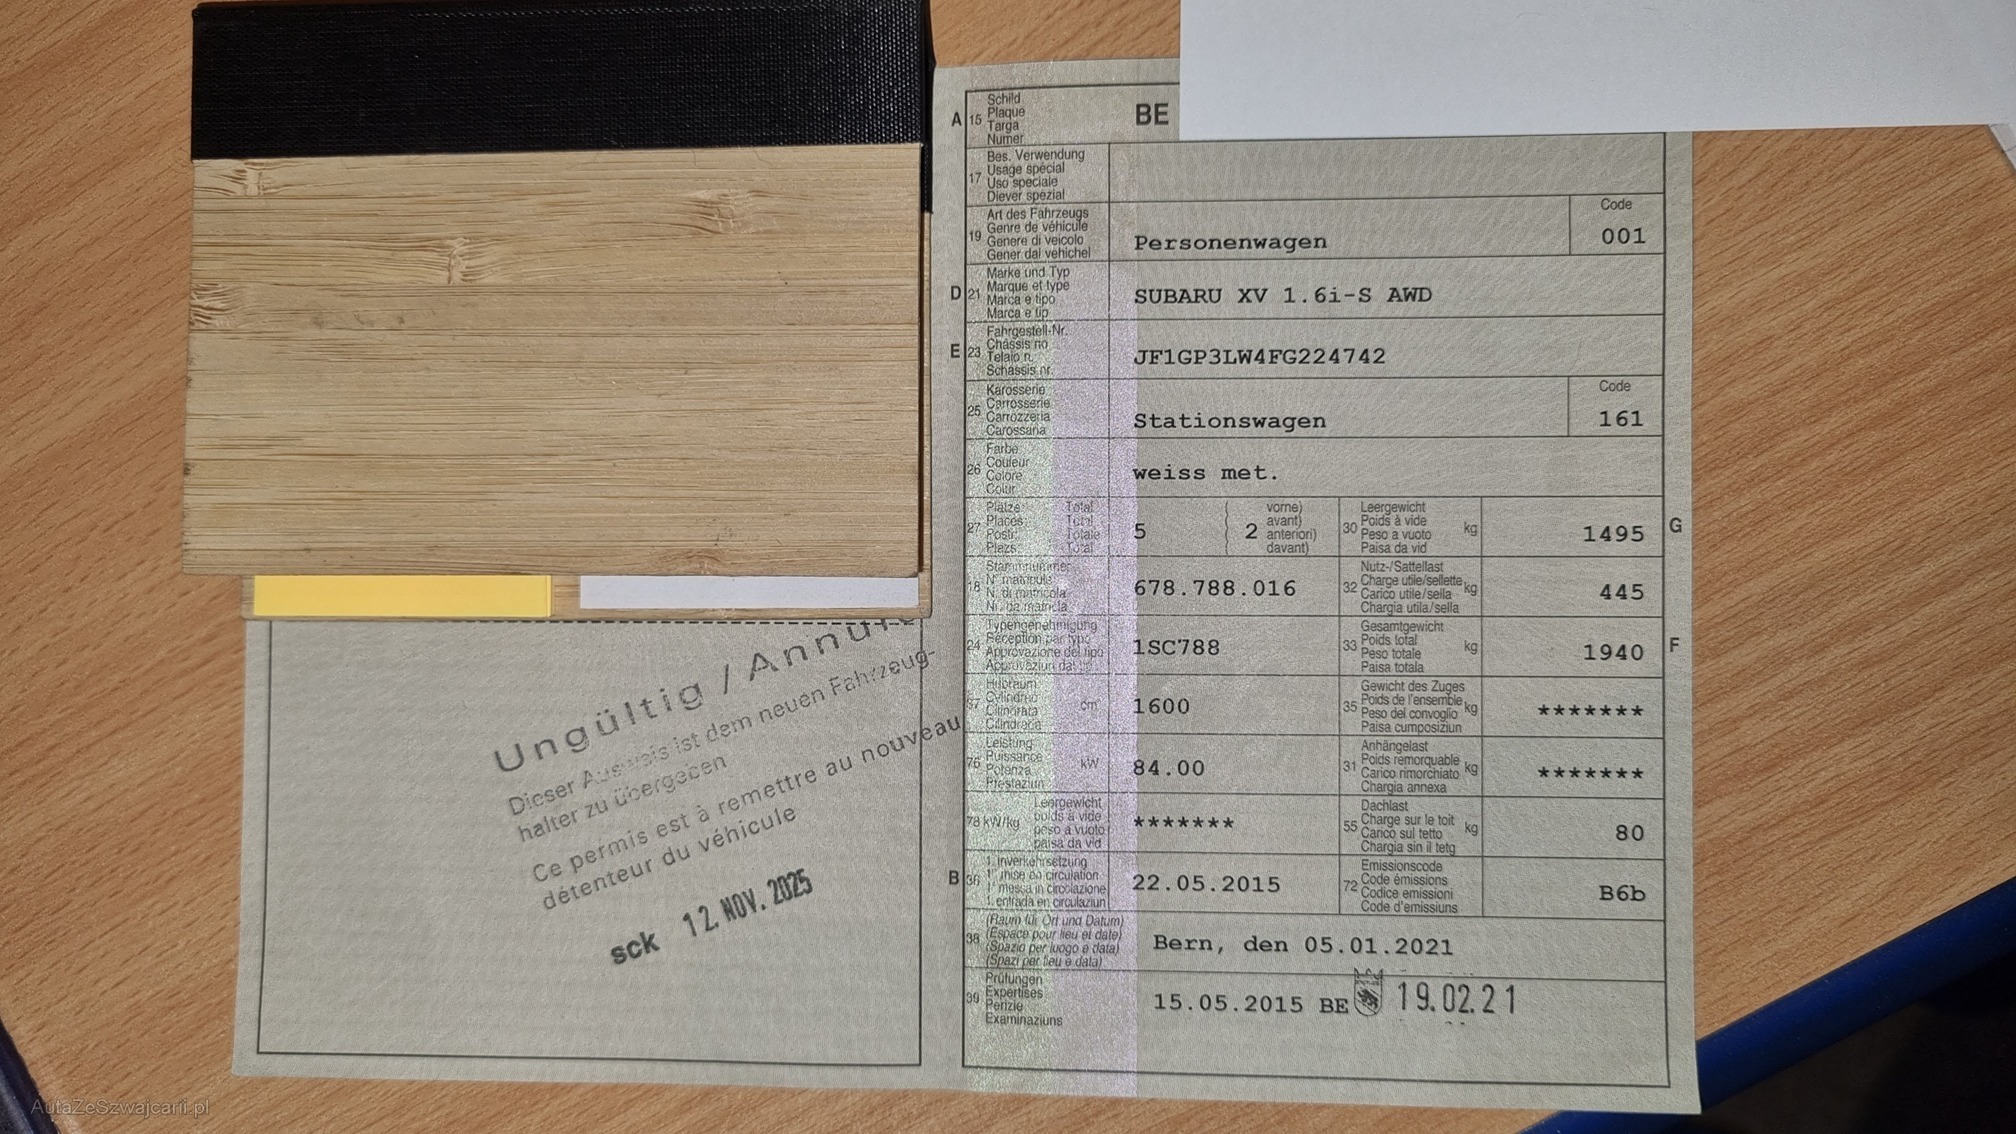 A 15 Schild
Plaque
Targa
Numer
BE
17 Bes. Verwendung
Usage spécial
Uso speciale
Diever spezial
19 Art des Fahrzeugs
Genre de véhicule
Genere di veicolo
Gener dal vehichel
Personenwagen
Code
001
D 21 Marke und Typ
Marque et type
Marca e tipo
Marca e tip
SUBARU XV 1.6i-S AWD
E 23 Fahrgestell-Nr.
Châssis no
Telaio n.
Schassis nr.
JF1GP3LW4FG224742
25 Karosserie
Carrosserie
Carrozzeria
Carossaria
Stationswagen
Code
161
26 Farbe
Couleur
Colore
Colur
weiss met.
27 Plätze: Total
Places: Total
Posti: Totale
Plazs: Total
5
2
vorne)
avant)
anteriori)
davant)
30 Leergewicht
Poids à vide
Peso a vuoto
Paisa da vid
kg
1495
G
18 Stammnummer
N° matricule
N. di matricola
Nr. da matricla
678.788.016
32 Nutz-/Sattellast
Charge utile/sellette
Carico utile/sella
Chargia utila/sella
kg
445
24 Typengenehmigung
Réception par type
Approvazione del tipo
Approvaziun dal tip
1SC788
33 Gesamtgewicht
Poids total
Peso totale
Paisa totala
kg
1940
F
37 Hubraum
Cylindrée
Cilindrata
Cilindrada
cm³
1600
35 Gewicht des Zuges
Poids de l'ensemble
Peso del convoglio
Paisa cumposiziun
kg
*******
76 Leistung
Puissance
Potenza
Prestaziun
kW
84.00
31 Anhängelast
Poids remorquable
Carico rimorchiato
Chargia annexa
kg
*******
78 kW/kg
Leergewicht
poids à vide
peso a vuoto
paisa da vid
*******
55 Dachlast
Charge sur le toit
Carico sul tetto
Chargia sin il tetg
kg
80
B 36 1. Inverkehrsetzung
1re mise en circulation
1a messa in circolazione
1. entrada en circulaziun
22.05.2015
72 Emissionscode
Code émissions
Codice emissioni
Code d'emissiuns
B6b
38 (Raum für Ort und Datum)
(Espace pour lieu et date)
(Spazio per luogo e data)
(Spazi per lieu e data)
Bern, den 05.01.2021
39 Prüfungen
Expertises
Perizie
Examinaziuns
15.05.2015 BE 19.02.21
Ungültig / Annulé
Dieser Ausweis ist dem neuen Fahrzeug-
halter zu übergeben
Ce permis est à remettre au nouveau
détenteur du véhicule
sck 12. NOV. 2025
AutaZeSzwajcarii.pl